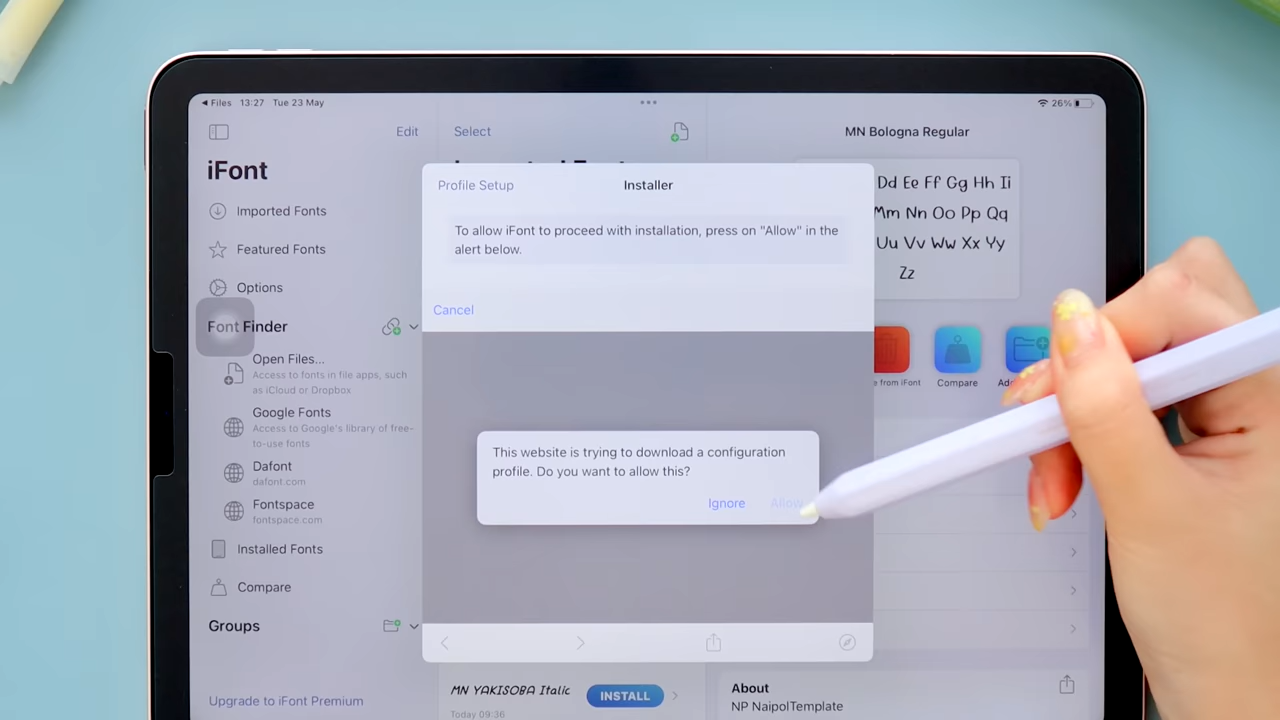 Files 13:27 Tue 23 May
26%
Edit
iFont
Imported Fonts
Featured Fonts
Options
Font Finder
Open Files...
Access to fonts in file apps, such
as iCloud or Dropbox
Google Fonts
Access to Google's library of free-
to-use fonts
Dafont
dafont.com
Fontspace
fontspace.com
Installed Fonts
Compare
Groups
Upgrade to iFont Premium
Select
Profile Setup
Installer
To allow iFont to proceed with installation, press on "Allow" in the
alert below.
Cancel
This website is trying to download a configuration
profile. Do you want to allow this?
Ignore Allow
MN YAKISOBA Italic
INSTALL
Today 09:36
MN Bologna Regular
Dd Ee Ff Gg Hh Ii
Mm Nn Oo Pp Qq
Uu Vv Ww Xx Yy
Zz
from iFont
Compare
About
NP NaipolTemplate